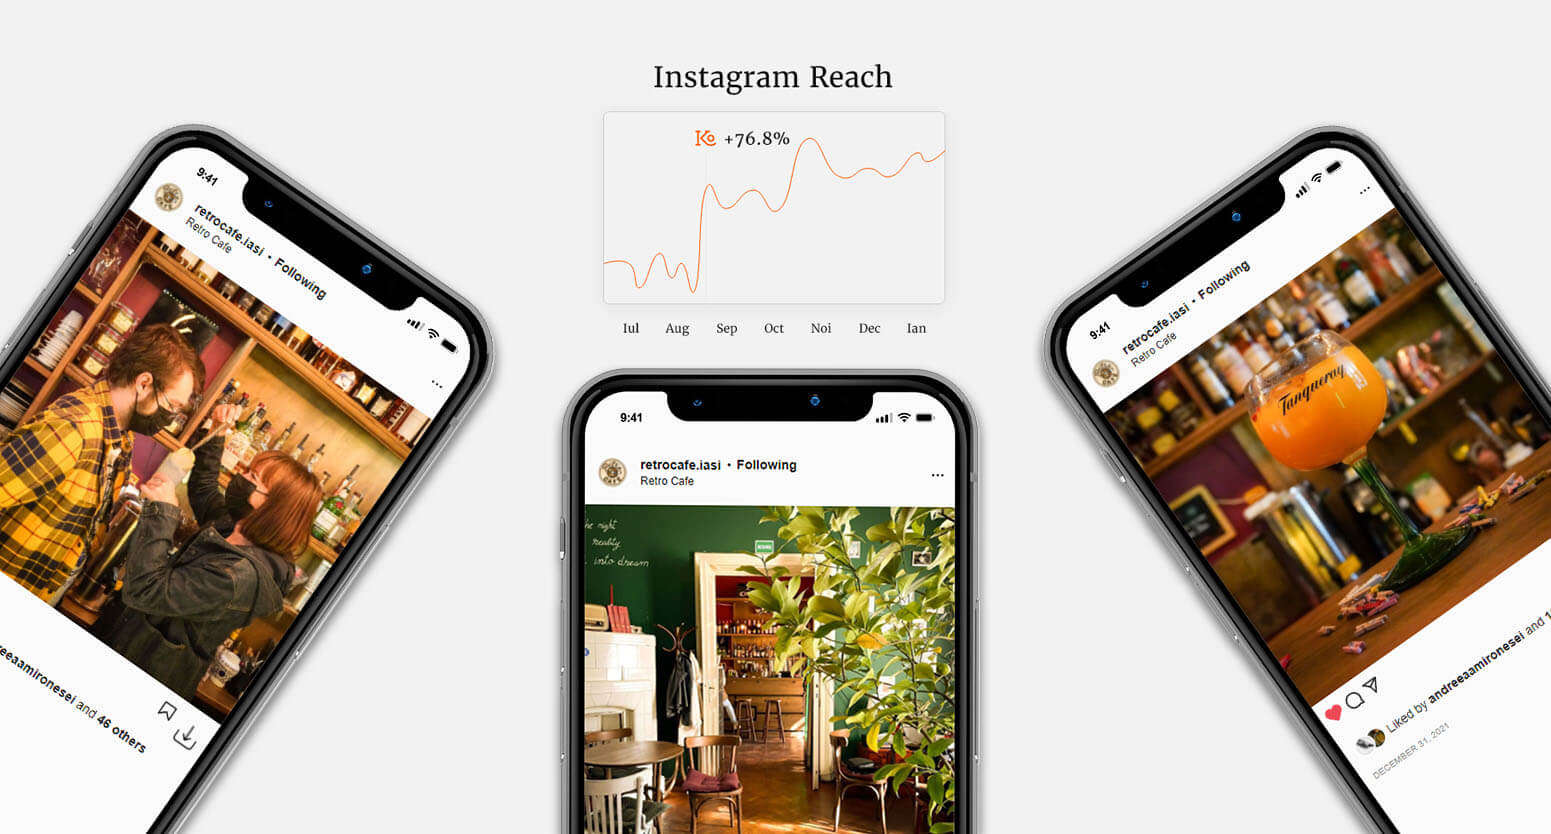 Instagram Reach
Ko +76.8%
Iul Aug Sep Oct Noi Dec Ian
9:41
retrocafe.iasi • Following
Retro Cafe
reeaamironesei and 46 others
9:41
retrocafe.iasi • Following
Retro Cafe
he night
reality
into dream
9:41
retrocafe.iasi • Following
Retro Cafe
Tanqueray
Liked by andreeaamironesei and 1
DECEMBER 31, 2021